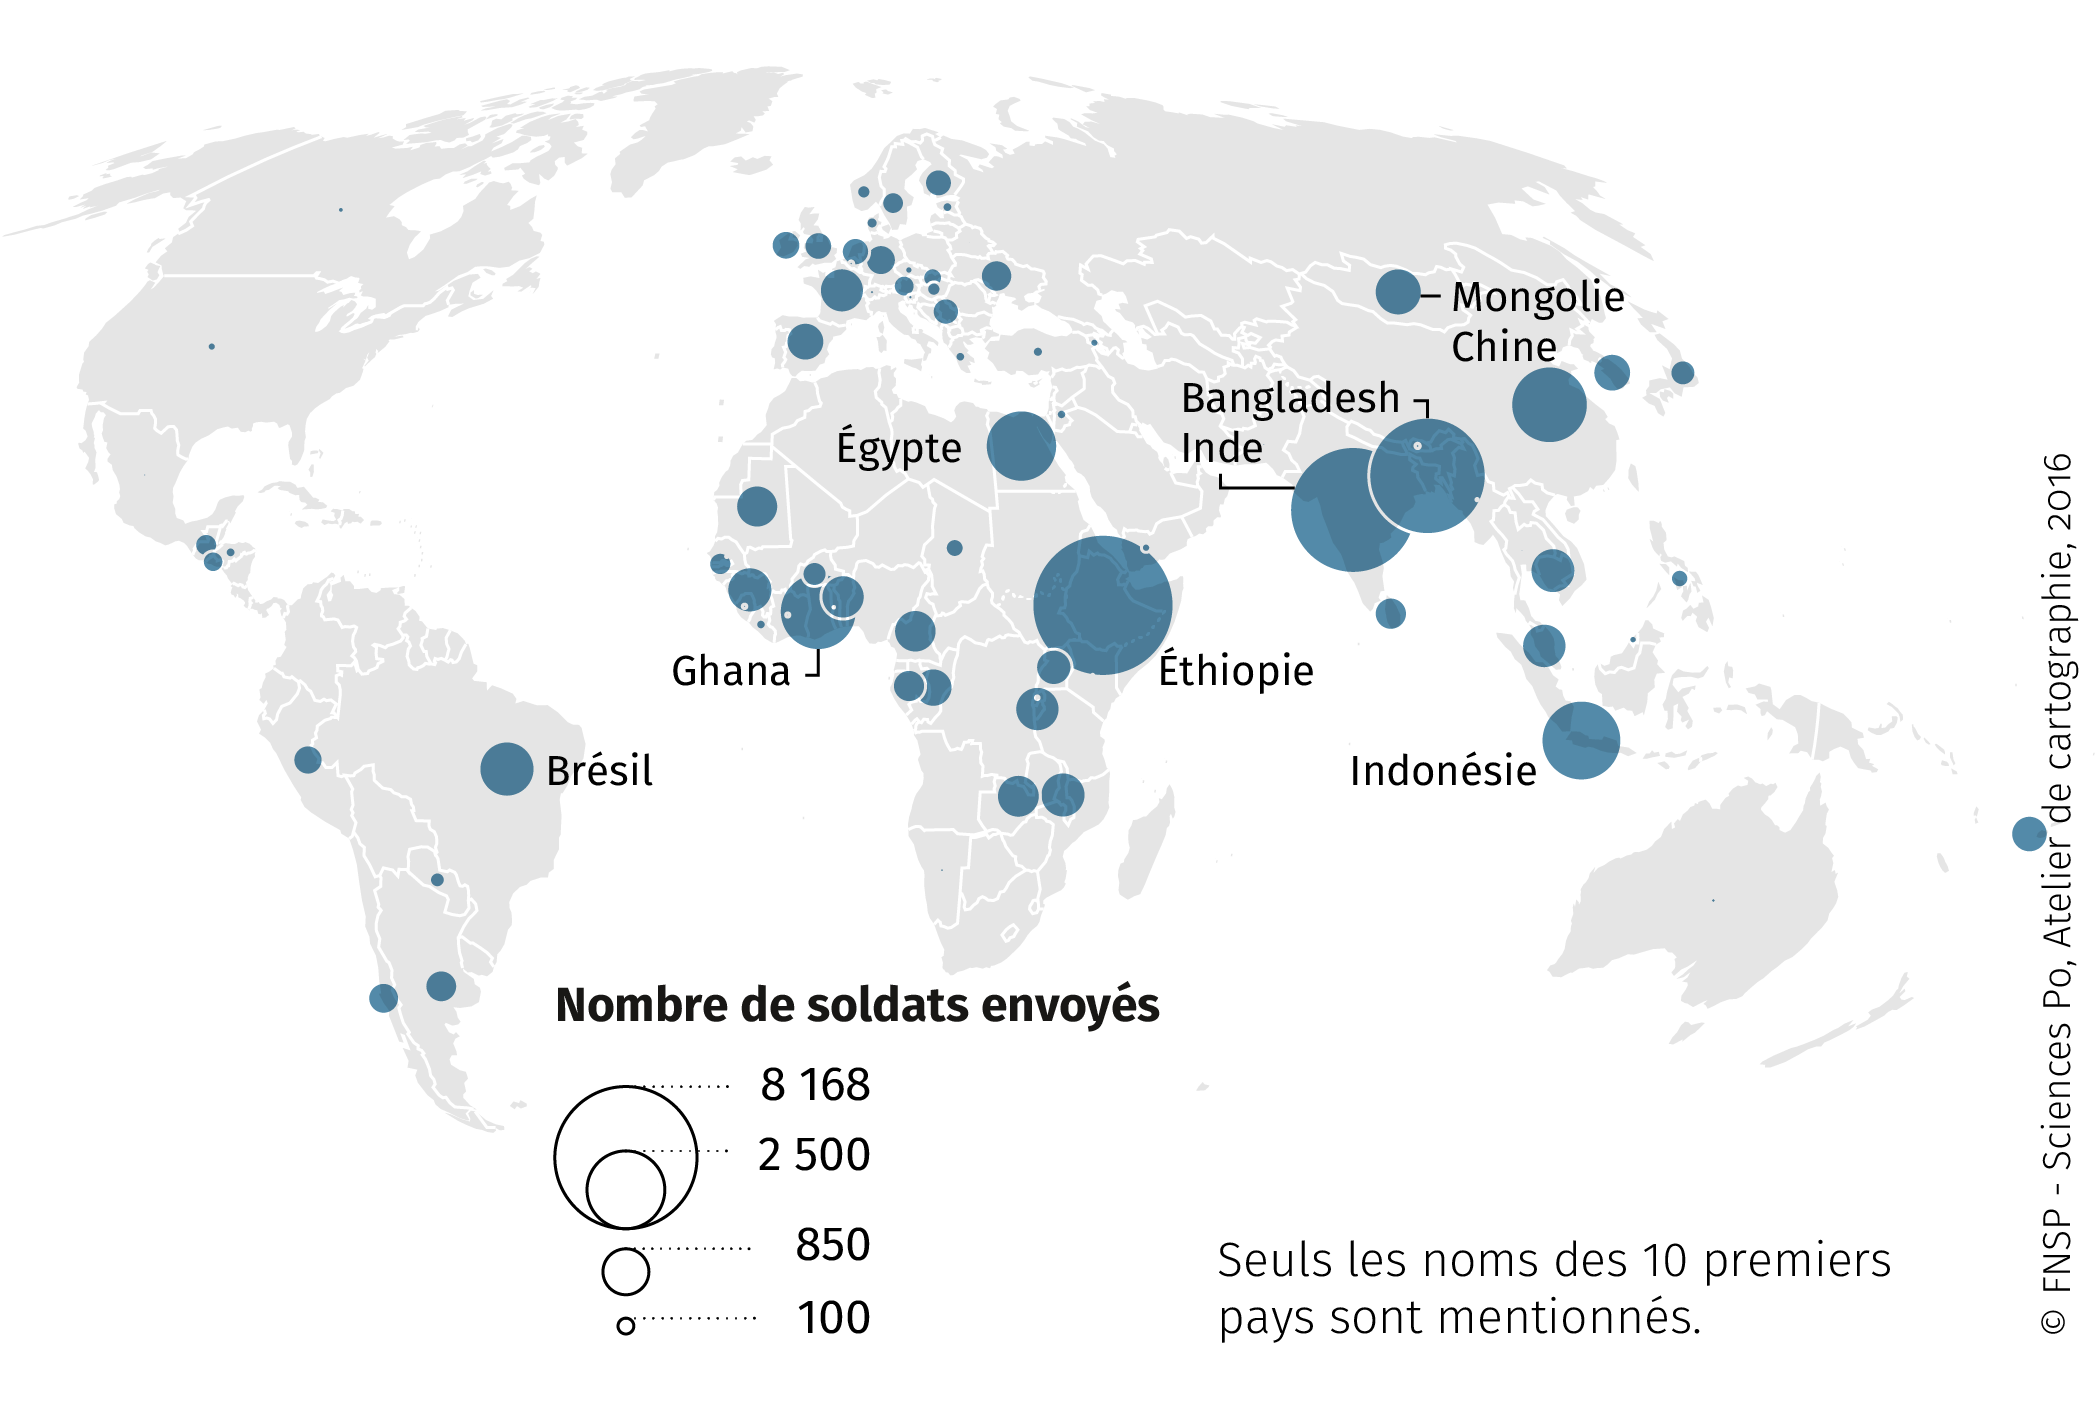 Mongolie
Chine
Bangladesh
Inde
Égypte
Ghana
Éthiopie
Brésil
Indonésie
Nombre de soldats envoyés
8 168
2 500
850
100
Seuls les noms des 10 premiers
pays sont mentionnés.
© FNSP - Sciences Po, Atelier de cartographie, 2016